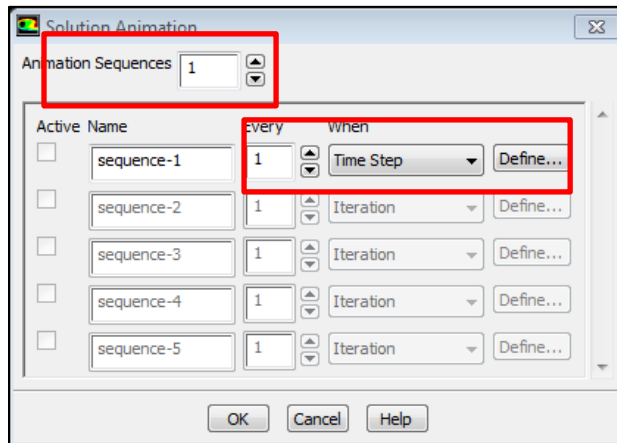 Solution Animation
Animation Sequences 1
Active Name Every When
sequence-1 1 Time Step Define...
sequence-2 1 Iteration Define...
sequence-3 1 Iteration Define...
sequence-4 1 Iteration Define...
sequence-5 1 Iteration Define...
OK Cancel Help